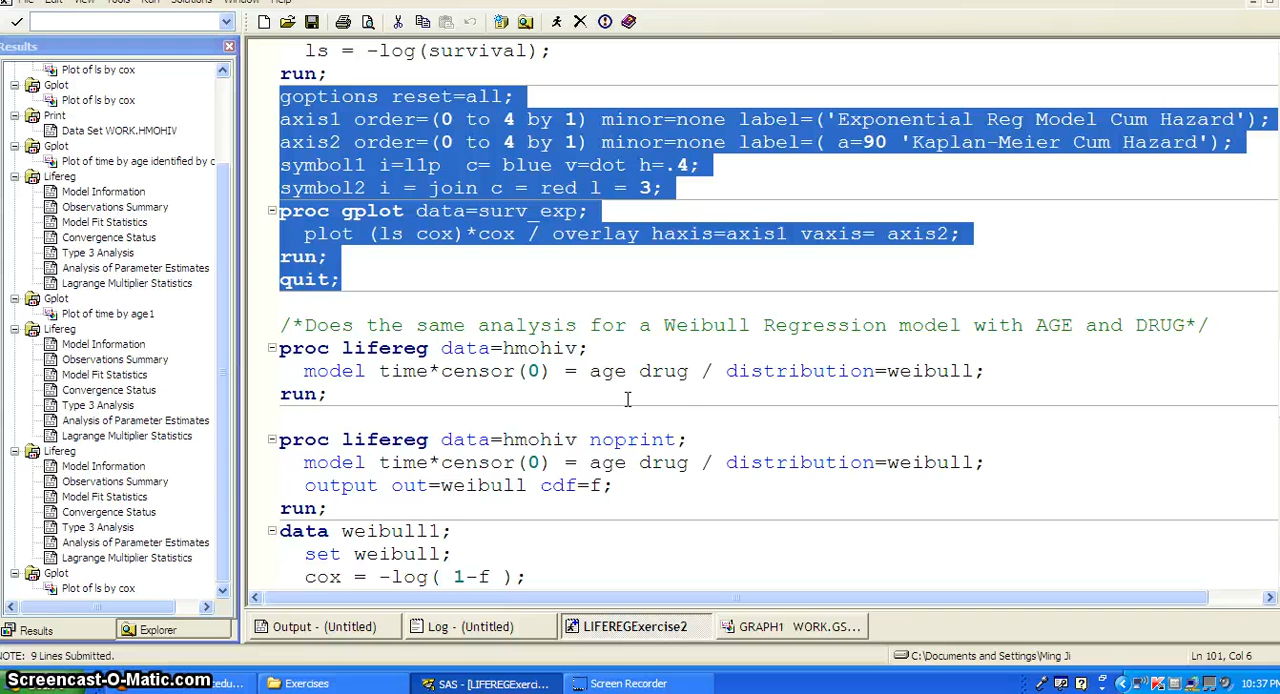 File Edit View Tools Run Solutions Window Help
Results
Plot of ls by cox
Gplot
Plot of ls by cox
Print
Data Set WORK.HMOHIV
Gplot
Plot of time by age identified by c
Lifereg
Model Information
Observations Summary
Model Fit Statistics
Convergence Status
Type 3 Analysis
Analysis of Parameter Estimates
Lagrange Multiplier Statistics
Gplot
Plot of time by age1
Lifereg
Model Information
Observations Summary
Model Fit Statistics
Convergence Status
Type 3 Analysis
Analysis of Parameter Estimates
Lagrange Multiplier Statistics
Lifereg
Model Information
Observations Summary
Model Fit Statistics
Convergence Status
Type 3 Analysis
Analysis of Parameter Estimates
Lagrange Multiplier Statistics
Gplot
Plot of ls by cox
Results Explorer
ls = -log(survival);
run;
goptions reset=all;
axis1 order=(0 to 4 by 1) minor=none label=('Exponential Reg Model Cum Hazard');
axis2 order=(0 to 4 by 1) minor=none label=( a=90 'Kaplan-Meier Cum Hazard');
symbol1 i=l1p c= blue v=dot h=.4;
symbol2 i = join c = red l = 3;
proc gplot data=surv_exp;
plot (ls cox)*cox / overlay haxis=axis1 vaxis= axis2;
run;
quit;
/*Does the same analysis for a Weibull Regression model with AGE and DRUG*/
proc lifereg data=hmohiv;
model time*censor(0) = age drug / distribution=weibull;
run;
proc lifereg data=hmohiv noprint;
model time*censor(0) = age drug / distribution=weibull;
output out=weibull cdf=f;
run;
data weibull1;
set weibull;
cox = -log( 1-f );
Output - (Untitled) Log - (Untitled) LIFEREGExercise2 GRAPH1 WORK.GS...
NOTE: 9 Lines Submitted. C:\Documents and Settings\Ming Ji Ln 101, Col 6
Screencast-O-Matic.com Exercises SAS - [LIFEREGExerci... Screen Recorder 10:37 PM